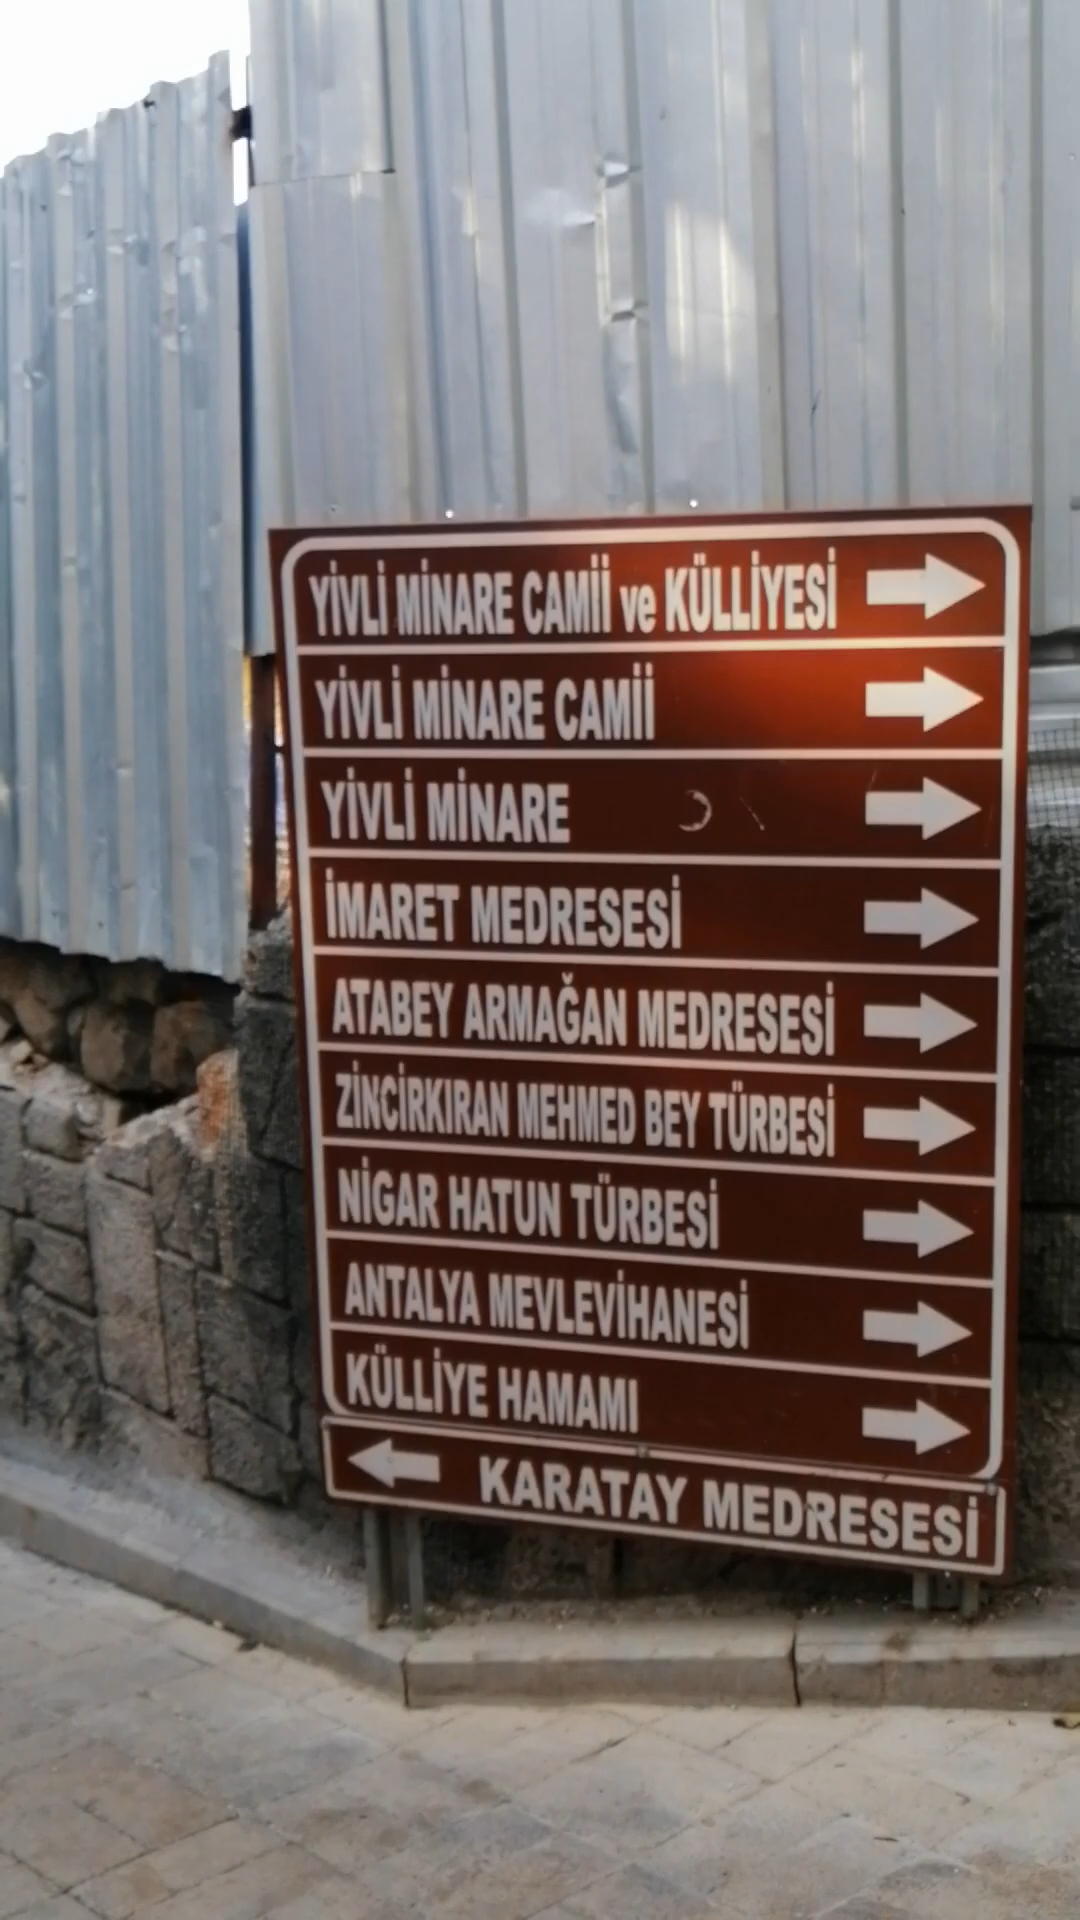 YİVLİ MİNARE CAMİİ ve KÜLLİYESİ
YİVLİ MİNARE CAMİİ
YİVLİ MİNARE
İMARET MEDRESESİ
ATABEY ARMAĞAN MEDRESESİ
ZİNCİRKIRAN MEHMED BEY TÜRBESİ
NİGAR HATUN TÜRBESİ
ANTALYA MEVLEVİHANESİ
KÜLLİYE HAMAMI
KARATAY MEDRESESİ